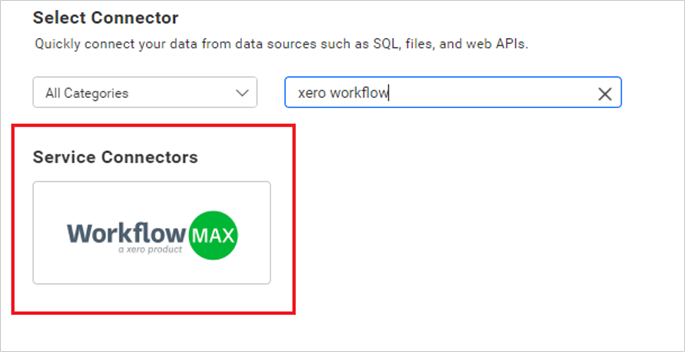 Select Connector
Quickly connect your data from data sources such as SQL, files, and web APIs.
All Categories
xero workflow
Service Connectors
Workflow MAX
a xero product